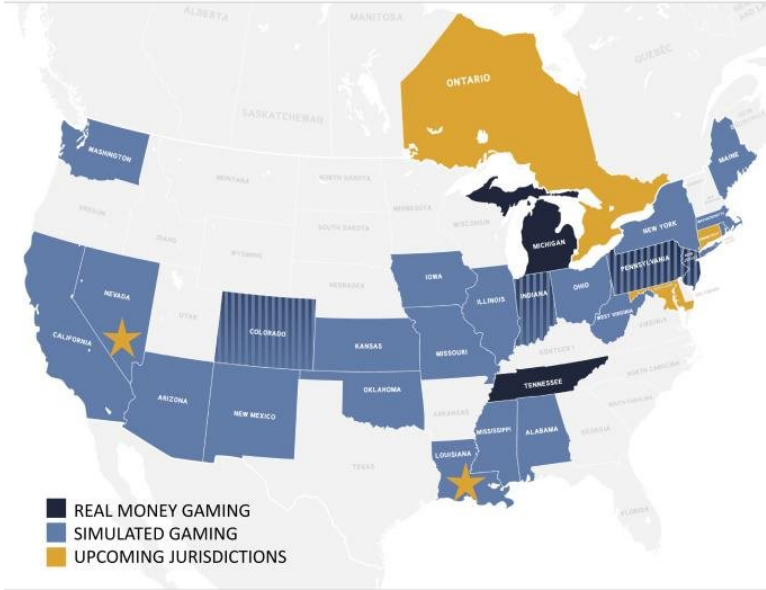 ALBERTA
MANITOBA
QUEBEC
ONTARIO
SASKATCHEWAN
WASHINGTON
MAINE
MONTANA
NORTH DAKOTA
MINNESOTA
OREGON
IDAHO
SOUTH DAKOTA
WISCONSIN
NEW YORK
MICHIGAN
WYOMING
PENNSYLVANIA
IOWA
NEBRASKA
NEVADA
ILLINOIS
INDIANA
OHIO
UTAH
COLORADO
WEST VIRGINIA
VIRGINIA
CALIFORNIA
KANSAS
MISSOURI
KENTUCKY
NORTH CAROLINA
TENNESSEE
ARIZONA
OKLAHOMA
NEW MEXICO
ARKANSAS
SOUTH CAROLINA
MISSISSIPPI
ALABAMA
GEORGIA
LOUISIANA
TEXAS
FLORIDA
REAL MONEY GAMING
SIMULATED GAMING
UPCOMING JURISDICTIONS